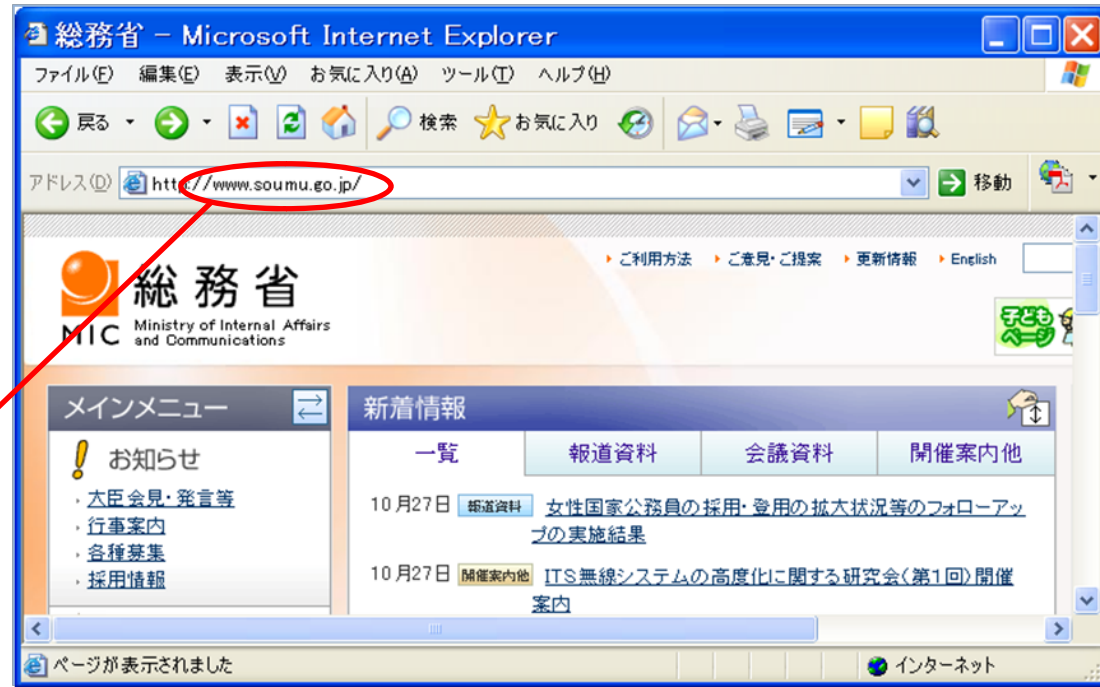 総務省 - Microsoft Internet Explorer
ファイル(F) 編集(E) 表示(V) お気に入り(A) ツール(T) ヘルプ(H)
戻る 検索 お気に入り
アドレス(D) http://www.soumu.go.jp/ 移動
ご利用方法 ご意見・ご提案 更新情報 English
総務省
MIC Ministry of Internal Affairs
and Communications
子ども
ページ
メインメニュー
新着情報
一覧 報道資料 会議資料 開催案内他
お知らせ
大臣会見・発言等
行事案内
各種募集
採用情報
10月27日 報道資料 女性国家公務員の採用・登用の拡大状況等のフォローアッ
プの実施結果
10月27日 開催案内他 ITS無線システムの高度化に関する研究会(第1回)開催
案内
ページが表示されました インターネット